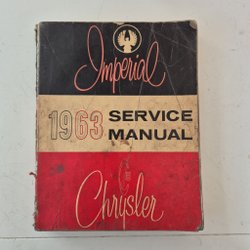 Imperial
1963 SERVICE
MANUAL
Chrysler